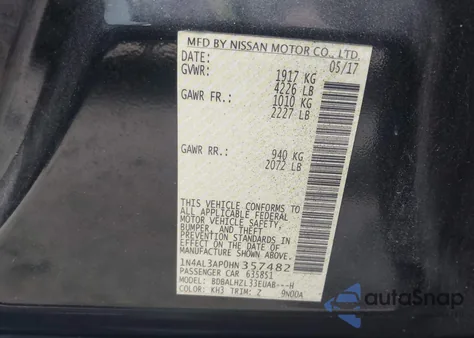 MFD BY NISSAN MOTOR CO., LTD.
DATE: 05/17
GVWR: 1917 KG
4226 LB
GAWR FR.: 1010 KG
2227 LB
GAWR RR.: 940 KG
2072 LB
THIS VEHICLE CONFORMS TO
ALL APPLICABLE FEDERAL
MOTOR VEHICLE SAFETY,
BUMPER, AND THEFT
PREVENTION STANDARDS
IN EFFECT ON THE DATE OF
MANUFACTURE SHOWN ABOVE.
1N4AL3AP0HN357482
PASSENGER CAR 635851
MODEL: BDBALHZL33EUAB---H
COLOR: KH3 TRIM: Z 9N00A
autoSnap